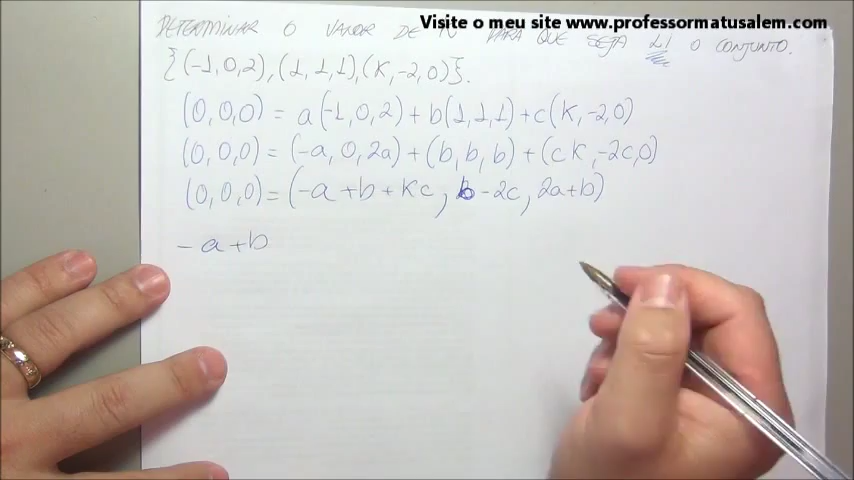 Visite o meu site www.professormatusalem.com
DETERMINAR O VALOR DE K PARA QUE SEJA LI O CONJUNTO.
{(-1,0,2),(1,1,1),(K,-2,0)}.
(0,0,0) = a(-1,0,2)+b(1,1,1)+c(K,-2,0)
(0,0,0)=(-a,0,2a)+(b,b,b)+(cK,-2c,0)
(0,0,0)=(-a+b+Kc, b-2c, 2a+b)
-a+b